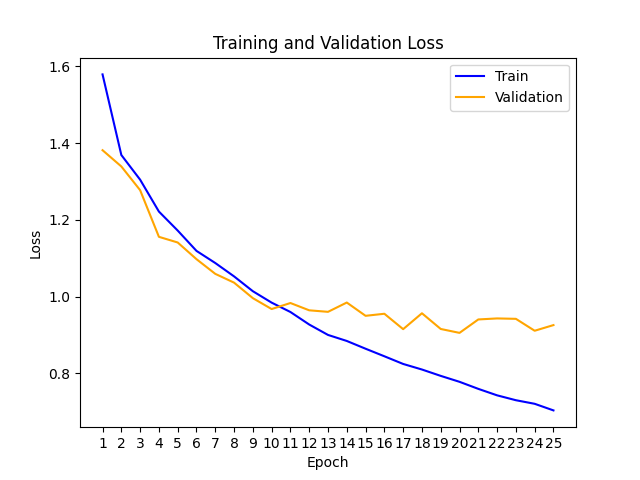 Training and Validation Loss
Train
Validation
1.6
1.4
1.2
1.0
0.8
Loss
1 2 3 4 5 6 7 8 9 10 11 12 13 14 15 16 17 18 19 20 21 22 23 24 25
Epoch